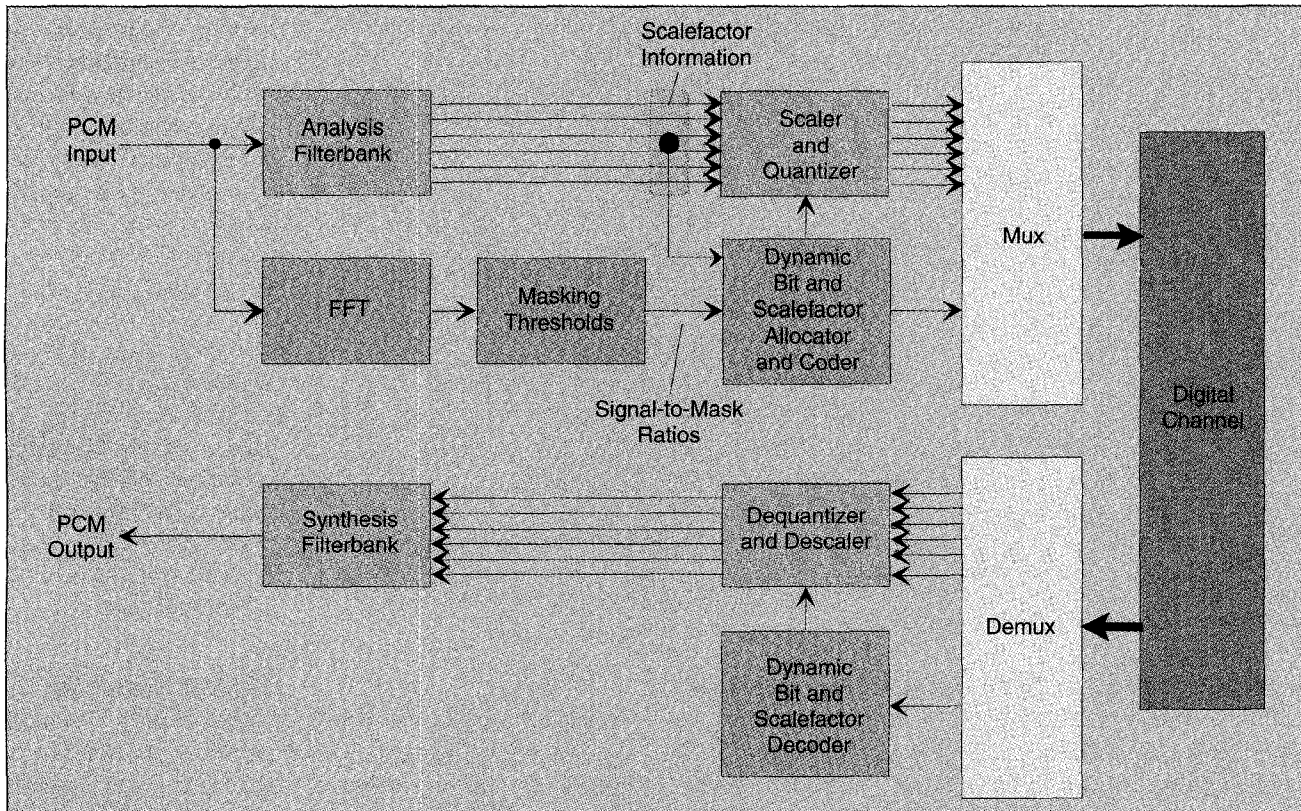 Scalefactor
Information
PCM
Input
Analysis
Filterbank
Scaler
and
Quantizer
Mux
FFT
Masking
Thresholds
Dynamic
Bit and
Scalefactor
Allocator
and Coder
Signal-to-Mask
Ratios
Digital
Channel
PCM
Output
Synthesis
Filterbank
Dequantizer
and Descaler
Demux
Dynamic
Bit and
Scalefactor
Decoder